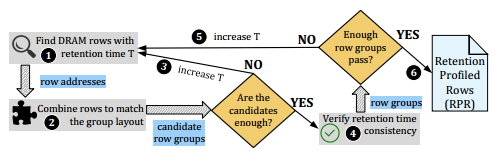 Find DRAM rows with
retention time T
1
row addresses
Combine rows to match
the group layout
2
candidate
row groups
3
increase T
NO
Are the
candidates
enough?
YES
Verify retention time
consistency
4
row groups
Enough
row groups
pass?
NO
5
increase T
YES
6
Retention
Profiled
Rows
(RPR)